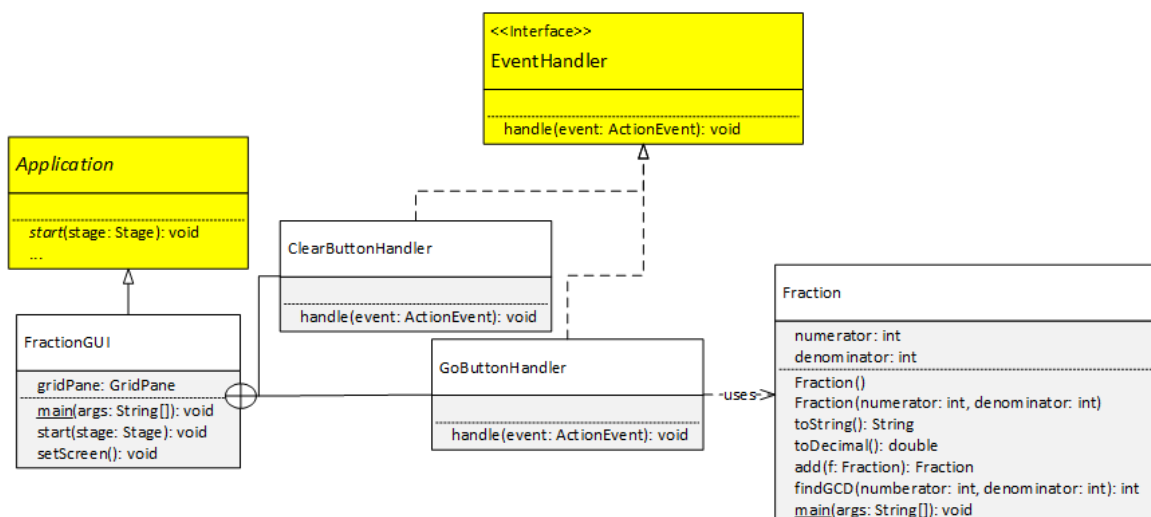 <<Interface>>
EventHandler
handle(event: ActionEvent): void
Application
start(stage: Stage): void
...
ClearButtonHandler
handle(event: ActionEvent): void
FractionGUI
gridPane: GridPane
main(args: String[]): void
start(stage: Stage): void
setScreen(): void
GoButtonHandler
handle(event: ActionEvent): void
-uses-
Fraction
numerator: int
denominator: int
Fraction()
Fraction(numerator: int, denominator: int)
toString(): String
toDecimal(): double
add(f: Fraction): Fraction
findGCD(numberator: int, denominator: int): int
main(args: String[]): void